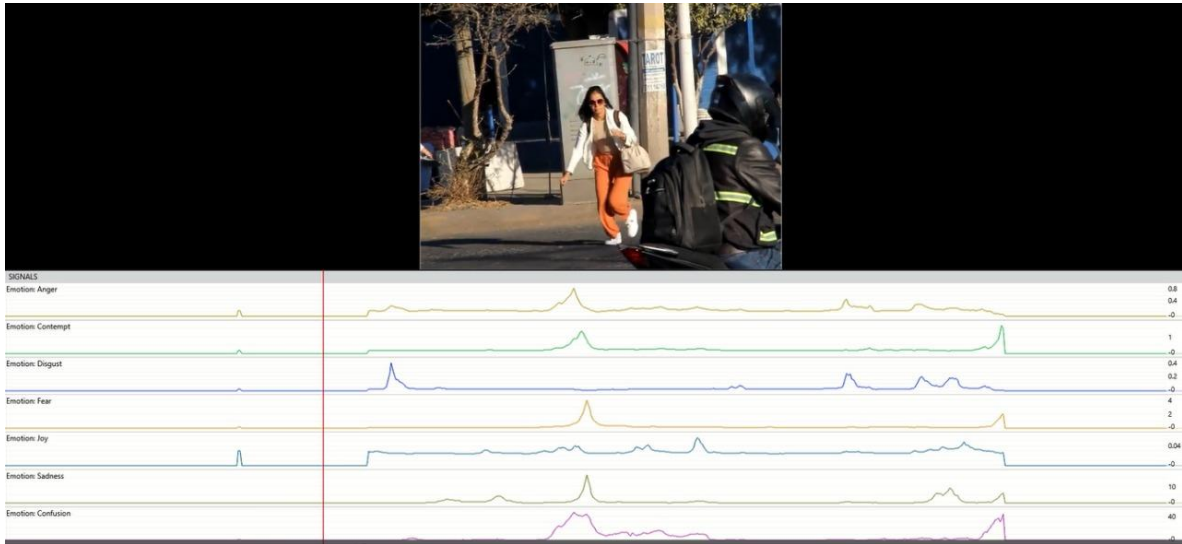 AROT
SIGNALS
Emotion: Anger
0.8
0.4
-0
Emotion: Contempt
1
-0
Emotion: Disgust
0.4
0.2
-0
Emotion: Fear
4
2
-0
Emotion: Joy
0.04
-0
Emotion: Sadness
10
-0
Emotion: Confusion
40
-0